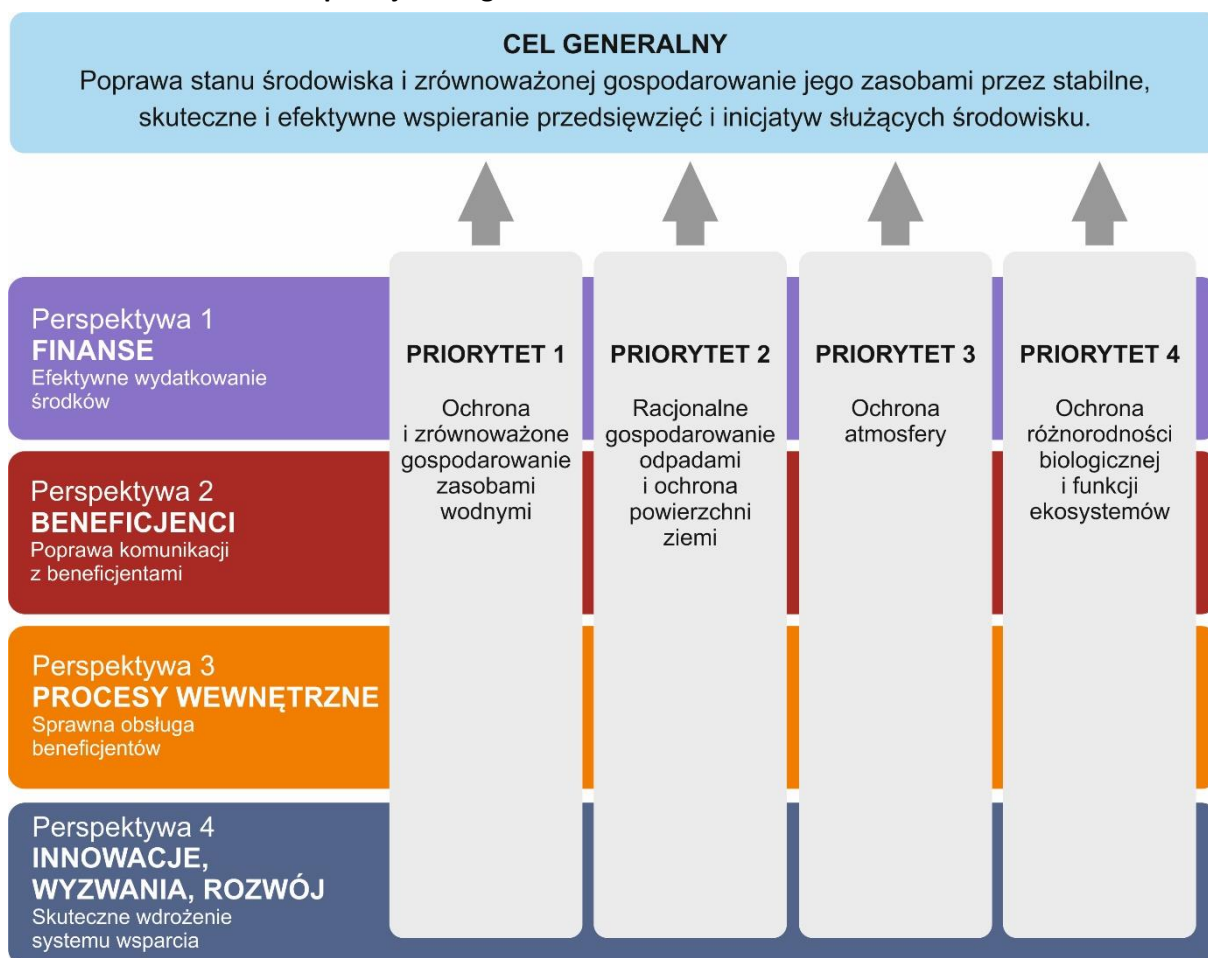 CEL GENERALNY
Poprawa stanu środowiska i zrównoważonej gospodarowanie jego zasobami przez stabilne,
skuteczne i efektywne wspieranie przedsięwzięć i inicjatyw służących środowisku.
Perspektywa 1
FINANSE
Efektywne wydatkowanie
środków
Perspektywa 2
BENEFICJENCI
Poprawa komunikacji
z beneficjentami
Perspektywa 3
PROCESY WEWNĘTRZNE
Sprawna obsługa
beneficjentów
Perspektywa 4
INNOWACJE,
WYZWANIA, ROZWÓJ
Skuteczne wdrożenie
systemu wsparcia
PRIORYTET 1
Ochrona
i zrównoważone
gospodarowanie
zasobami
wodnymi
PRIORYTET 2
Racjonalne
gospodarowanie
odpadami
i ochrona
powierzchni
ziemi
PRIORYTET 3
Ochrona
atmosfery
PRIORYTET 4
Ochrona
różnorodności
biologicznej
i funkcji
ekosystemów